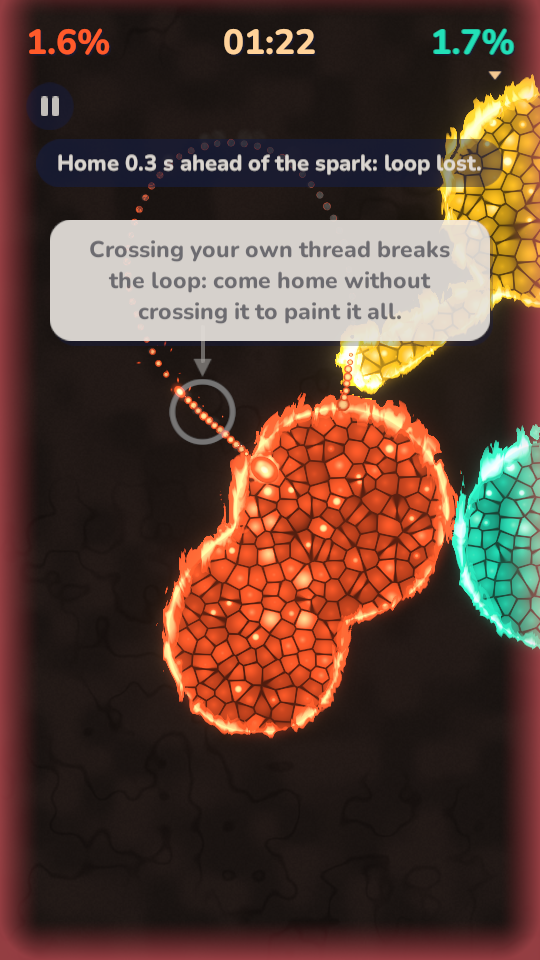 1.6% 01:22 1.7%
Home 0.3 s ahead of the spark: loop lost.
Crossing your own thread breaks
the loop: come home without
crossing it to paint it all.